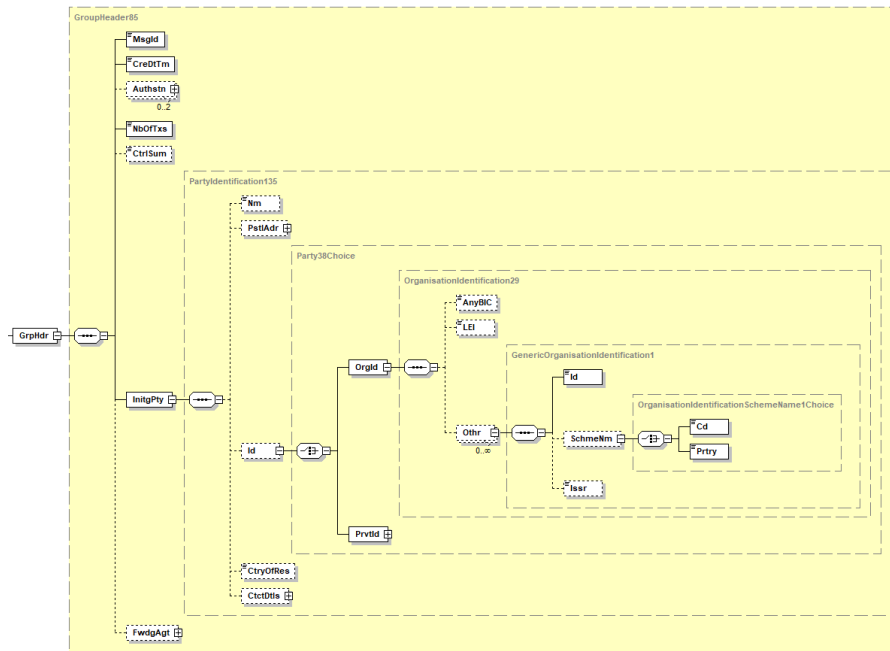 GroupHeader85
MsgId
CreDtTm
Authstn
0..2
NbOfTxs
CtrlSum
PartyIdentification135
Nm
PstlAdr
Party38Choice
OrganisationIdentification29
AnyBIC
LEI
GrpHdr
GenericOrganisationIdentification1
OrgId
Id
OrganisationIdentificationSchemeName1Choice
InitgPty
Cd
Othr
SchmeNm
0..∞
Id
Prtry
Issr
PrvtId
CtryOfRes
CtctDtls
FwdgAgt